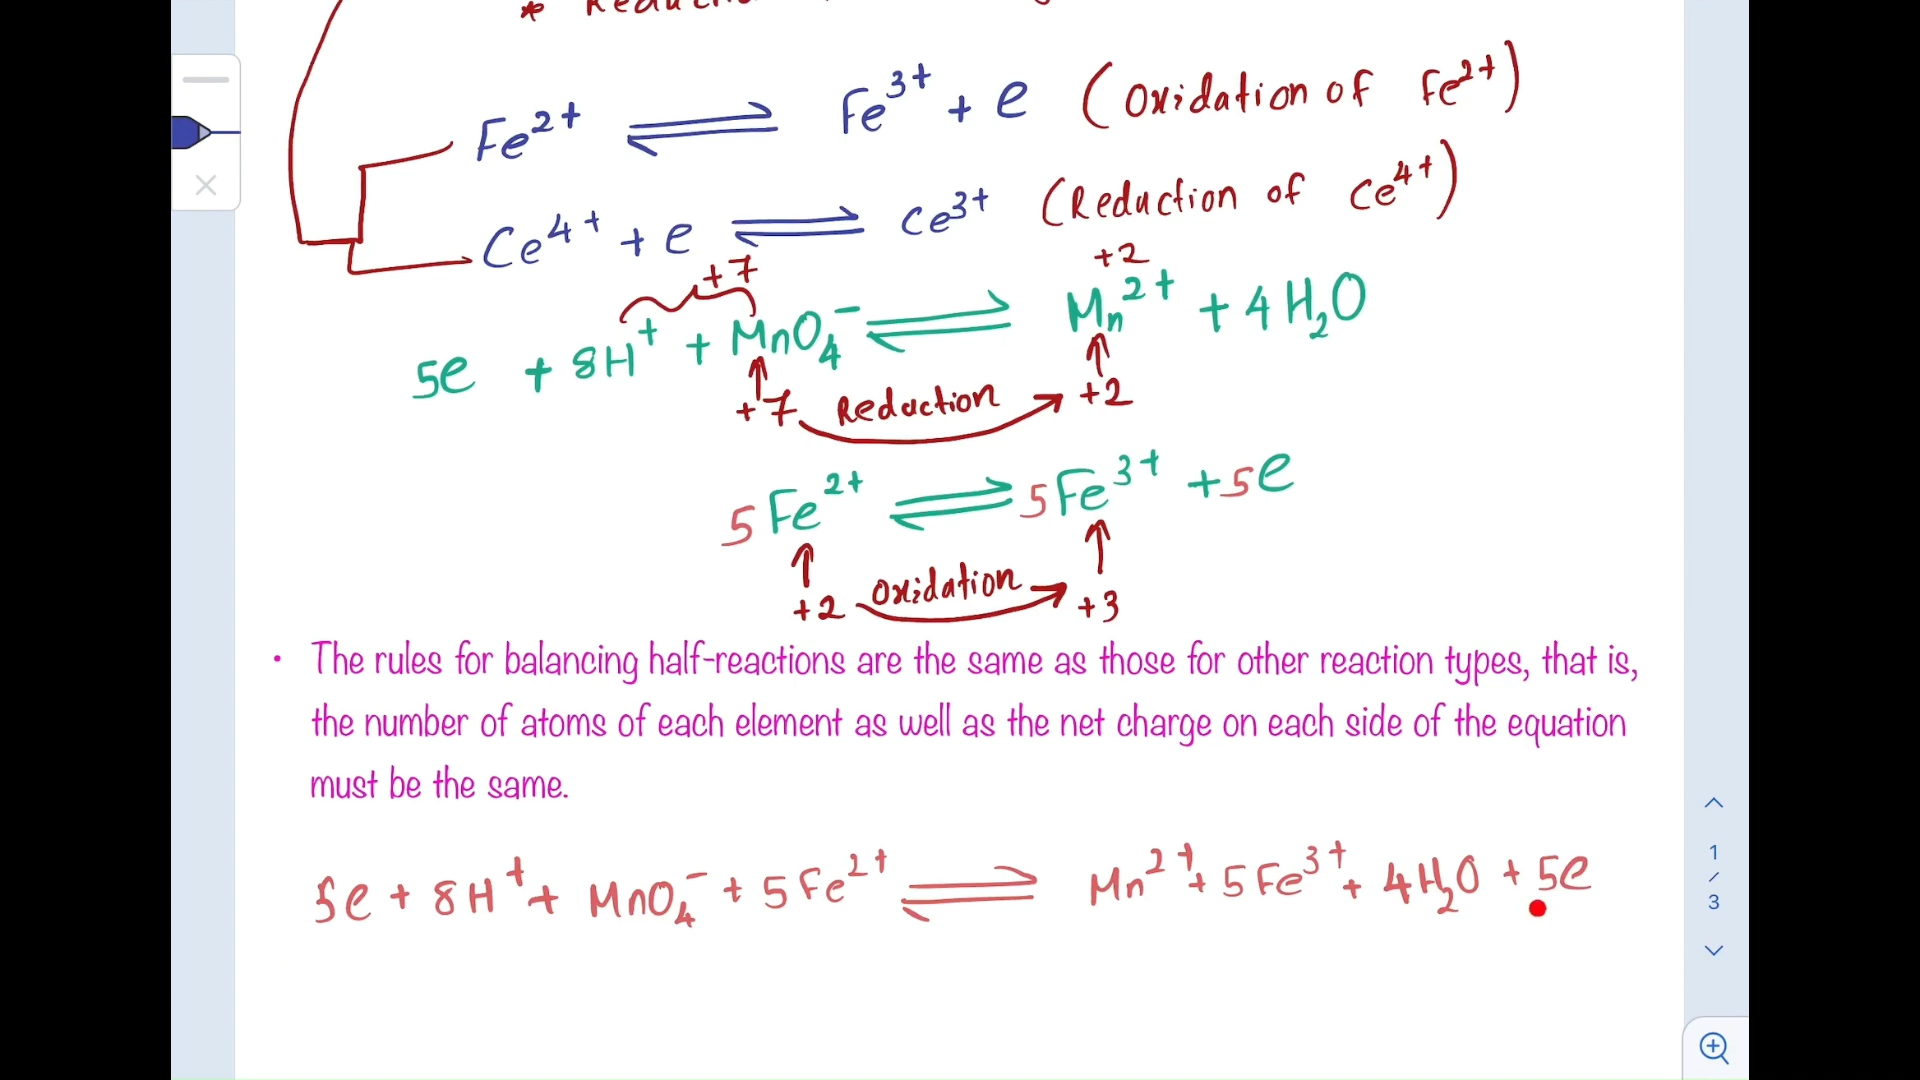 * Reduction
Fe²⁺ ⇌ Fe³⁺ + e (Oxidation of Fe²⁺)
Ce⁴⁺ + e ⇌ Ce³⁺ (Reduction of Ce⁴⁺)
+7 +2
5e + 8H⁺ + MnO₄⁻ ⇌ Mn²⁺ + 4H₂O
+7 Reduction +2
5Fe²⁺ ⇌ 5Fe³⁺ + 5e
+2 Oxidation +3
• The rules for balancing half-reactions are the same as those for other reaction types, that is,
the number of atoms of each element as well as the net charge on each side of the equation
must be the same.
5e + 8H⁺ + MnO₄⁻ + 5Fe²⁺ ⇌ Mn²⁺ + 5Fe³⁺ + 4H₂O + 5e
1
/
3